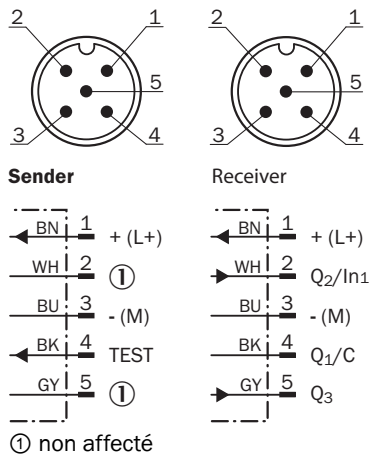 2 1 2 1
5 5
3 4 3 4
Sender Receiver
BN 1 + (L+) BN 1 + (L+)
WH 2 ① WH 2 Q2/In1
BU 3 - (M) BU 3 - (M)
BK 4 TEST BK 4 Q1/C
GY 5 ① GY 5 Q3
① non affecté